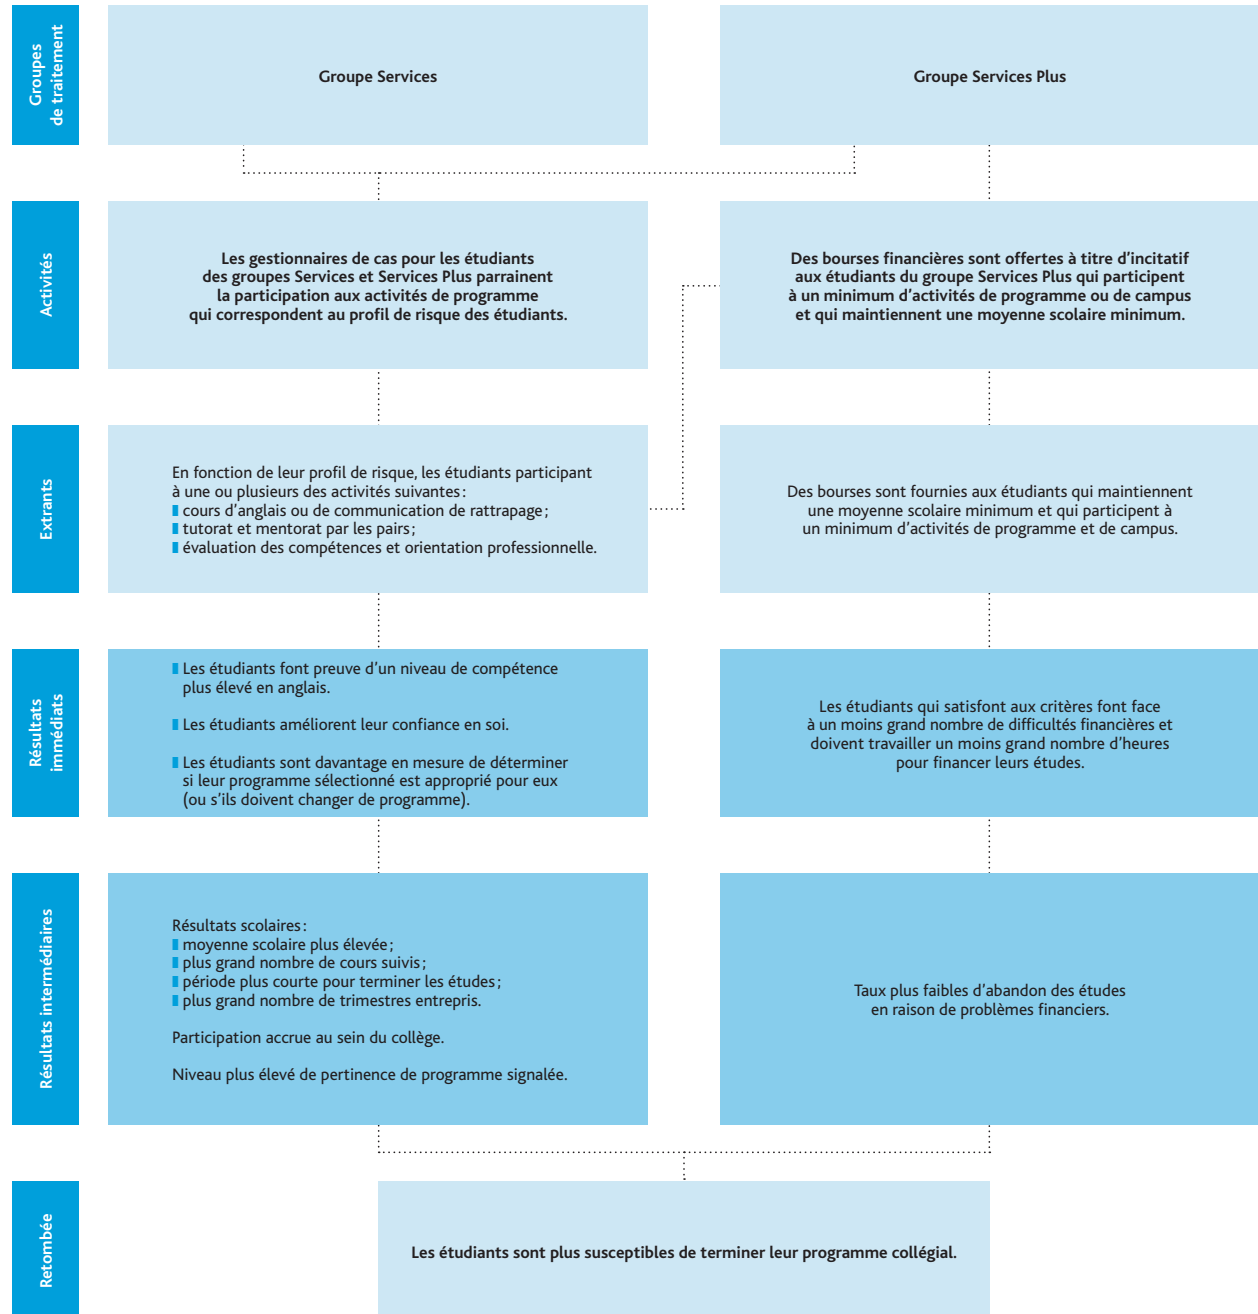 Groupes
de traitement
Groupe Services
Groupe Services Plus
Activités
Les gestionnaires de cas pour les étudiants
des groupes Services et Services Plus parrainent
la participation aux activités de programme
qui correspondent au profil de risque des étudiants.
Des bourses financières sont offertes à titre d'incitatif
aux étudiants du groupe Services Plus qui participent
à un minimum d'activités de programme ou de campus
et qui maintiennent une moyenne scolaire minimum.
Extrants
En fonction de leur profil de risque, les étudiants participant
à une ou plusieurs des activités suivantes :
cours d'anglais ou de communication de rattrapage ;
tutorat et mentorat par les pairs ;
évaluation des compétences et orientation professionnelle.
Des bourses sont fournies aux étudiants qui maintiennent
une moyenne scolaire minimum et qui participent à
un minimum d'activités de programme et de campus.
Résultats
immédiats
Les étudiants font preuve d'un niveau de compétence
plus élevé en anglais.
Les étudiants améliorent leur confiance en soi.
Les étudiants sont davantage en mesure de déterminer
si leur programme sélectionné est approprié pour eux
(ou s'ils doivent changer de programme).
Les étudiants qui satisfont aux critères font face
à un moins grand nombre de difficultés financières et
doivent travailler un moins grand nombre d'heures
pour financer leurs études.
Résultats intermédiaires
Résultats scolaires :
moyenne scolaire plus élevée ;
plus grand nombre de cours suivis ;
période plus courte pour terminer les études ;
plus grand nombre de trimestres entrepris.
Participation accrue au sein du collège.
Niveau plus élevé de pertinence de programme signalée.
Taux plus faibles d'abandon des études
en raison de problèmes financiers.
Retombée
Les étudiants sont plus susceptibles de terminer leur programme collégial.